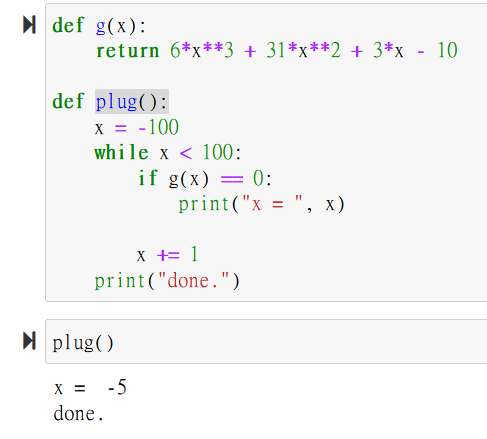 def g(x):
    return 6*x**3 + 31*x**2 + 3*x - 10

def plug():
    x = -100
    while x < 100:
        if g(x) == 0:
            print("x = ", x)

        x += 1
    print("done.")
plug()
x =  -5
done.